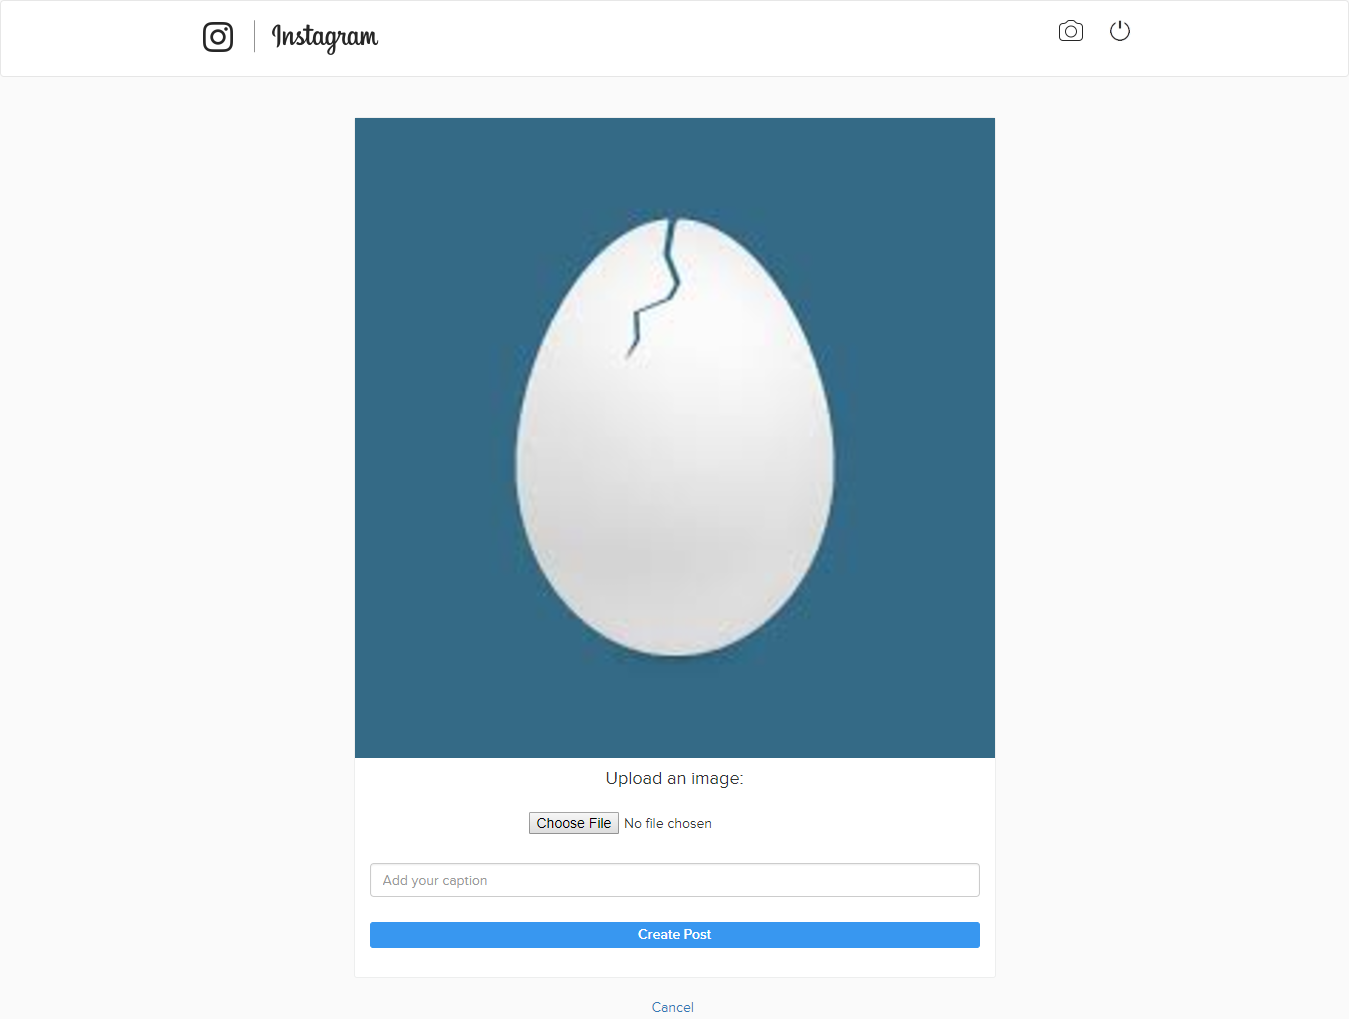 Instagram
Upload an image:
Choose File No file chosen
Add your caption
Create Post
Cancel